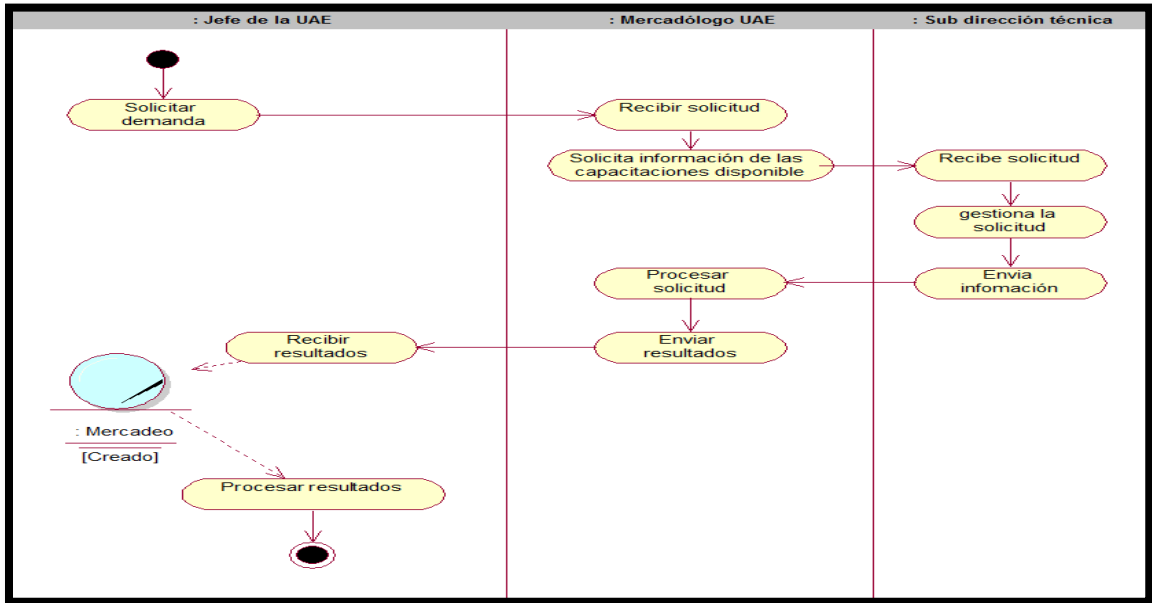 : Jefe de la UAE
: Mercadólogo UAE
: Sub dirección técnica
Solicitar
demanda
Recibir solicitud
Solicita información de las
capacitaciones disponible
Recibe solicitud
gestiona la
solicitud
Envia
infomación
Procesar
solicitud
Enviar
resultados
Recibir
resultados
: Mercadeo
[Creado]
Procesar resultados